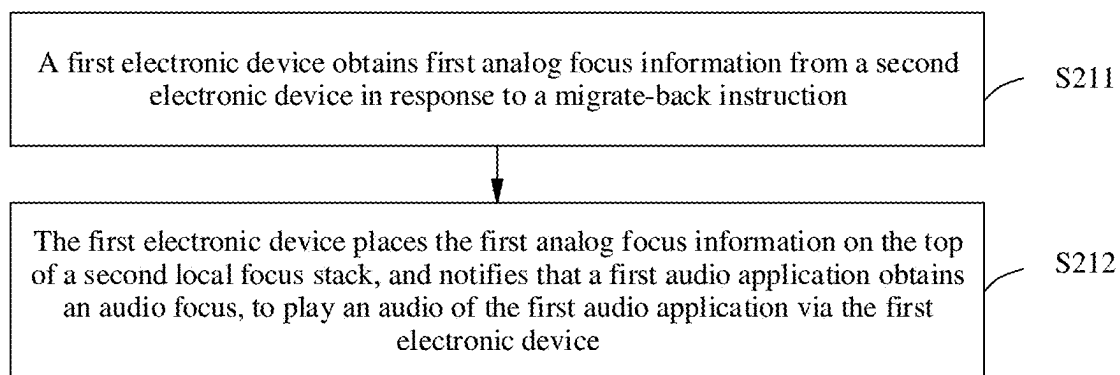 A first electronic device obtains first analog focus information from a second
electronic device in response to a migrate-back instruction
S211
The first electronic device places the first analog focus information on the top
of a second local focus stack, and notifies that a first audio application obtains
an audio focus, to play an audio of the first audio application via the first
electronic device
S212